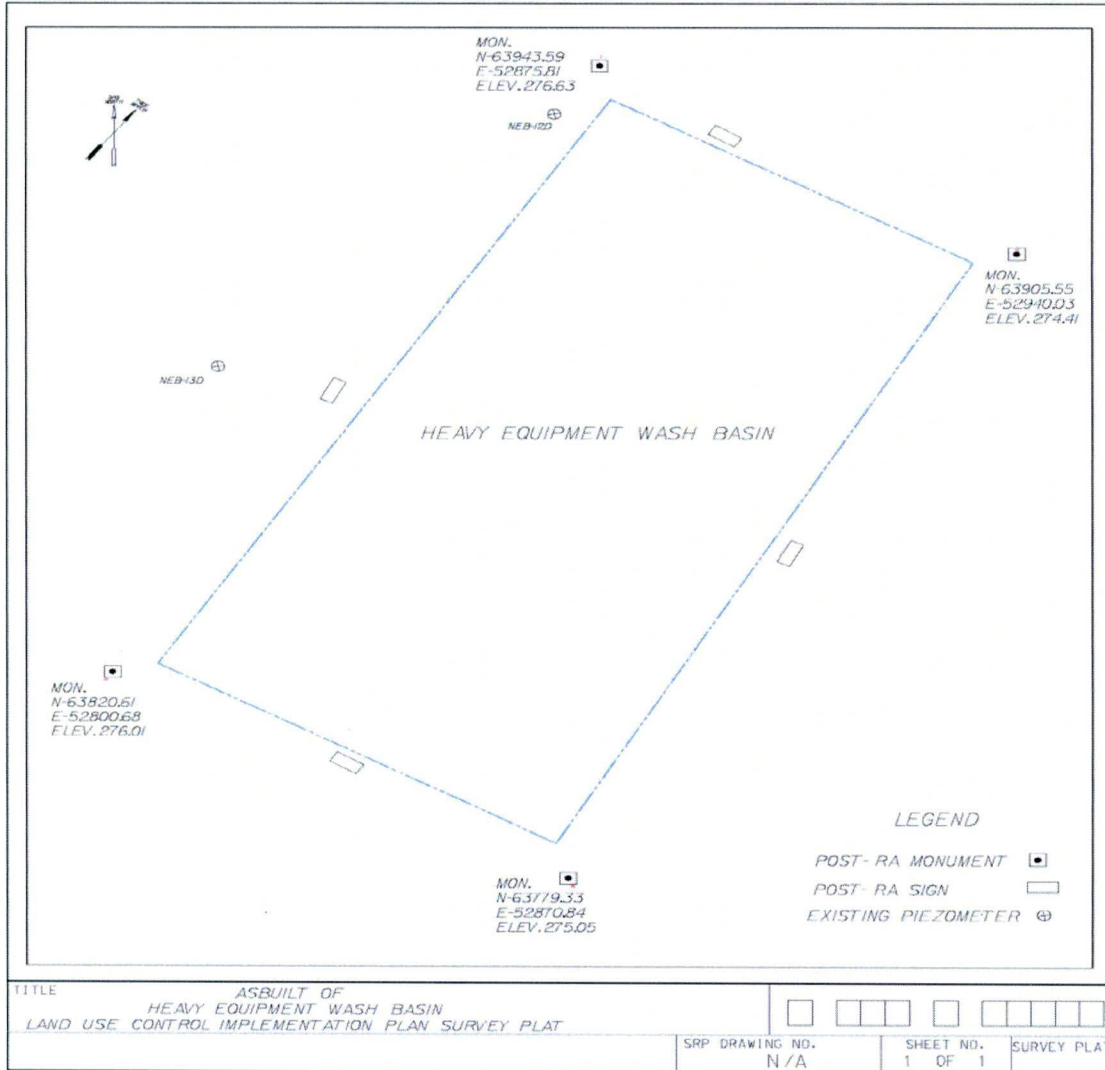 MON.
N-63943.59
E-52875.81
ELEV. 276.63
NEB-12D
MON.
N-63905.55
E-52940.03
ELEV. 274.41
NEB-13D
HEAVY EQUIPMENT WASH BASIN
MON.
N-63820.61
E-52800.68
ELEV. 276.01
MON.
N-63779.33
E-52870.84
ELEV. 275.05
LEGEND
POST-RA MONUMENT
POST-RA SIGN
EXISTING PIEZOMETER
TITLE
ASBUILT OF
HEAVY EQUIPMENT WASH BASIN
LAND USE CONTROL IMPLEMENTATION PLAN SURVEY PLAT
SRP DRAWING NO.
N/A
SHEET NO.
1 OF 1
SURVEY PLAT